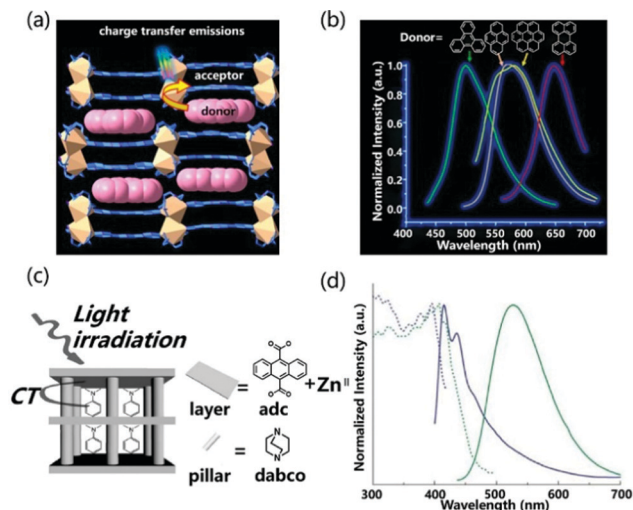 (a)
charge transfer emissions
acceptor
donor
(b)
Donor=
Normalized Intensity (a.u.)
1.0
0.8
0.6
0.4
0.2
0.0
400 450 500 550 600 650 700
Wavelength (nm)
(c)
Light
irradiation
CT
N
N
N
N
layer = adc + Zn II
O O
O O
pillar = dabco
N
N
(d)
Normalized Intensity (a.u.)
300 400 500 600 700
Wavelength (nm)